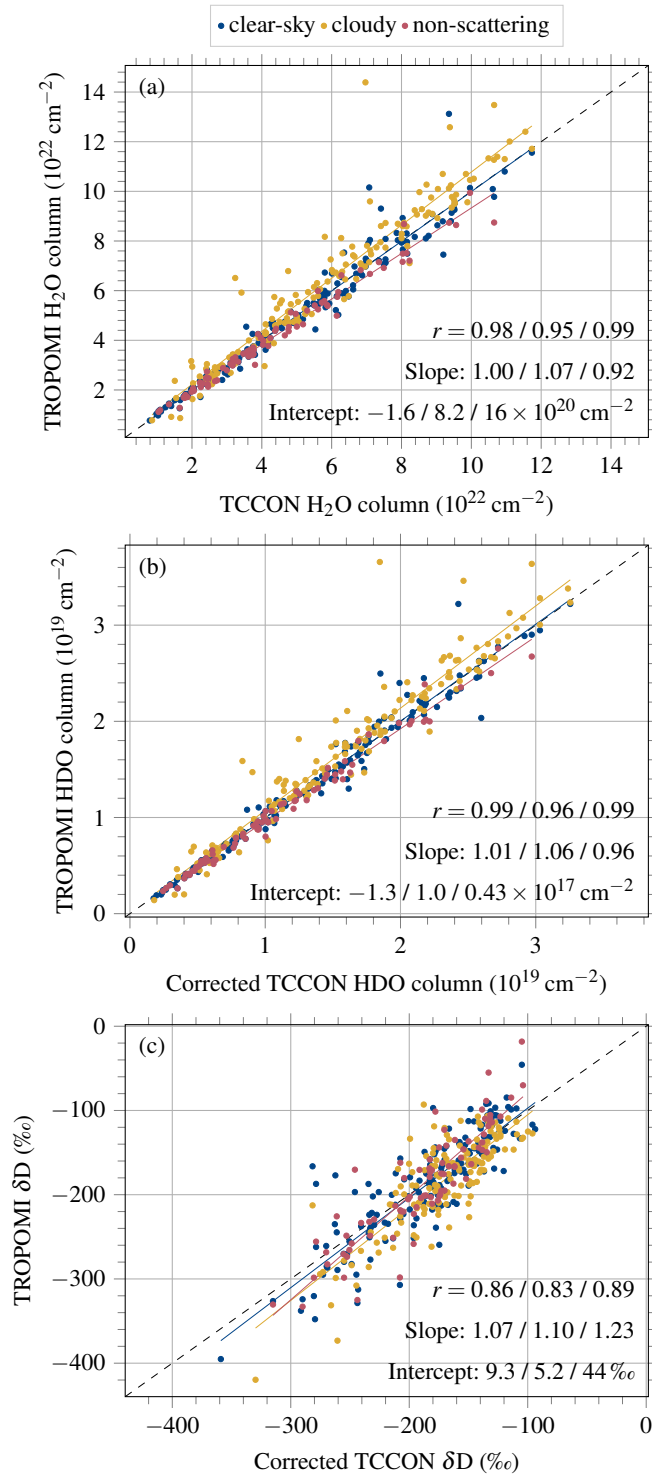 clear-sky cloudy non-scattering
(a)
14
12
10
8
6
4
2
TROPOMI H₂O column (10²² cm⁻²)
r = 0.98 / 0.95 / 0.99
Slope: 1.00 / 1.07 / 0.92
Intercept: −1.6 / 8.2 / 16 × 10²⁰ cm⁻²
2 4 6 8 10 12 14
TCCON H₂O column (10²² cm⁻²)
(b)
3
2
1
0
TROPOMI HDO column (10¹⁹ cm⁻²)
r = 0.99 / 0.96 / 0.99
Slope: 1.01 / 1.06 / 0.96
Intercept: −1.3 / 1.0 / 0.43 × 10¹⁷ cm⁻²
0 1 2 3
Corrected TCCON HDO column (10¹⁹ cm⁻²)
(c)
0
−100
−200
−300
−400
TROPOMI δD (‰)
r = 0.86 / 0.83 / 0.89
Slope: 1.07 / 1.10 / 1.23
Intercept: 9.3 / 5.2 / 44 ‰
−400 −300 −200 −100 0
Corrected TCCON δD (‰)